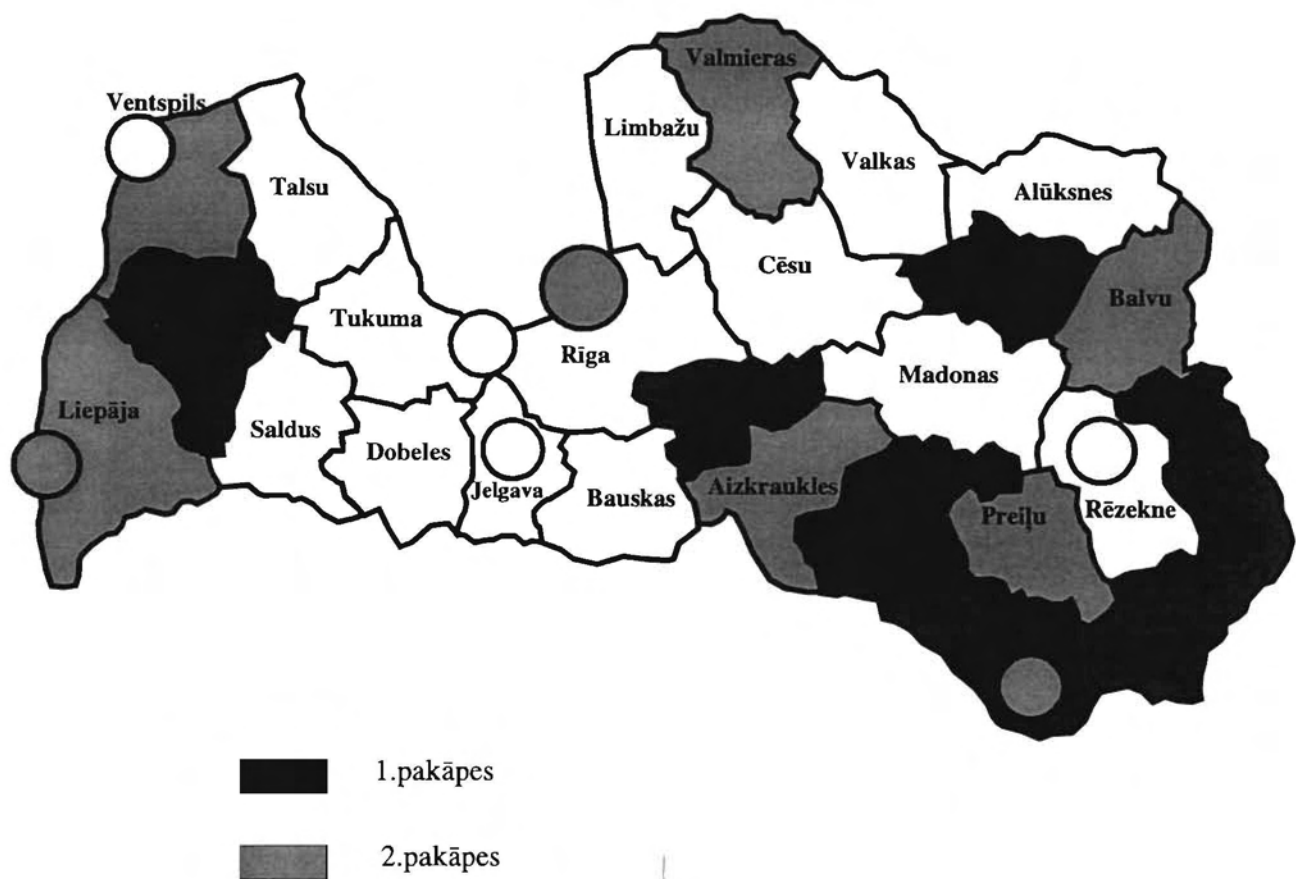 Valmieras
Ventspils
Limbažu
Valkas
Talsu
Alūksnes
Cēsu
Balvu
Tukuma
Rīga
Madonas
Liepāja
Saldus
Dobeles
Jelgava
Bauskas
Aizkraukles
Preiļu
Rēzekne
1.pakāpes
2.pakāpes